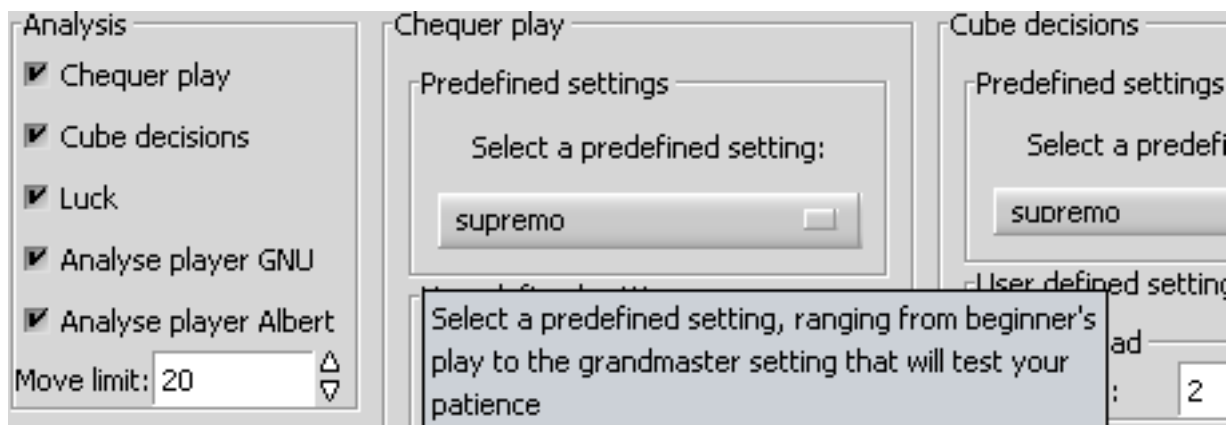 Analysis
Chequer play
Cube decisions
Luck
Analyse player GNU
Analyse player Albert
Move limit: 20
Chequer play
Predefined settings
Select a predefined setting:
supremo
Select a predefined setting, ranging from beginner's
play to the grandmaster setting that will test your
patience
Cube decisions
Predefined settings
Select a
supremo
User defined
: 2